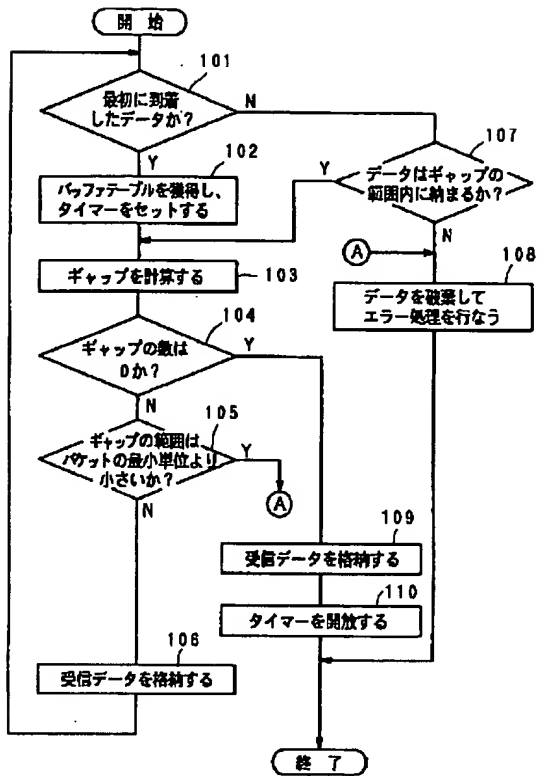 開 始
101
最初に到着
したデータか?
N
Y
102
バッファテーブルを獲得し、
タイマーをセットする
107
データはギャップの
範囲内に納まるか?
Y
N
A
108
データを破棄して
エラー処理を行なう
ギャップを計算する
103
104
ギャップの数は
0か?
Y
N
105
ギャップの範囲は
パケットの最小単位より
小さいか?
Y
N
A
109
受信データを格納する
110
タイマーを開放する
106
受信データを格納する
終 了